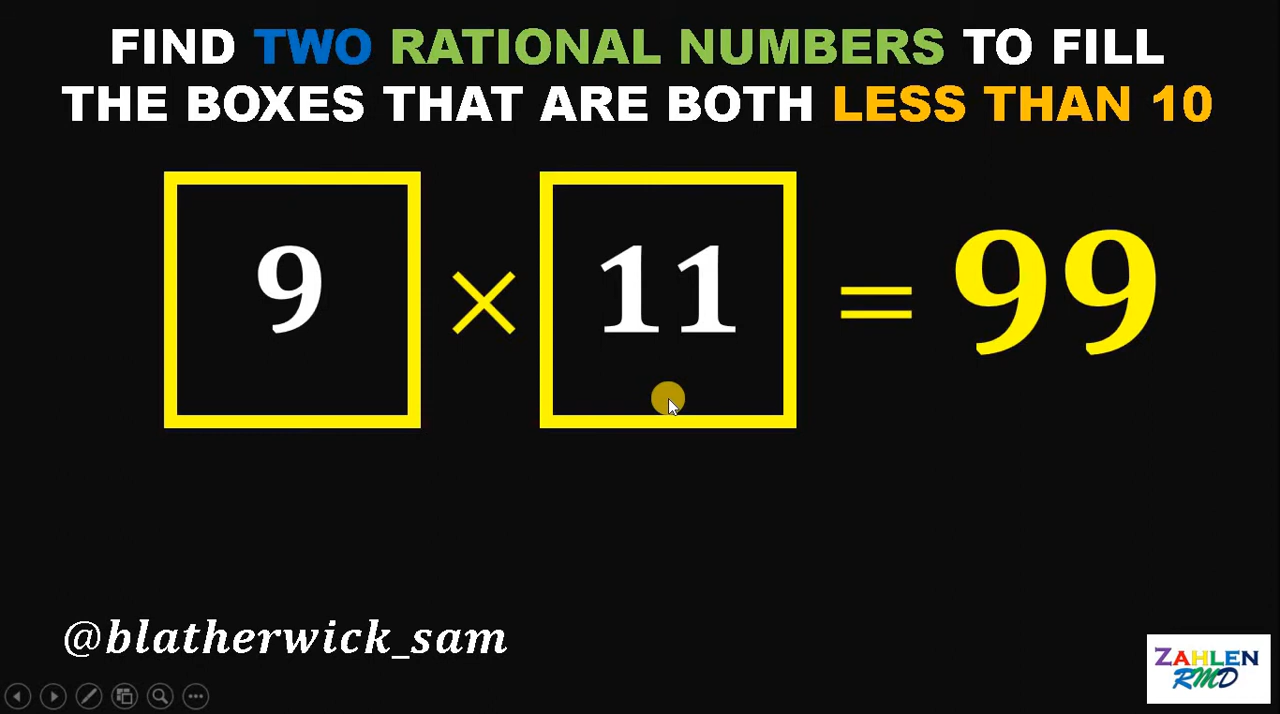 FIND TWO RATIONAL NUMBERS TO FILL
THE BOXES THAT ARE BOTH LESS THAN 10
9 × 11 = 99
@blatherwick_sam
ZAHLEN
RMD